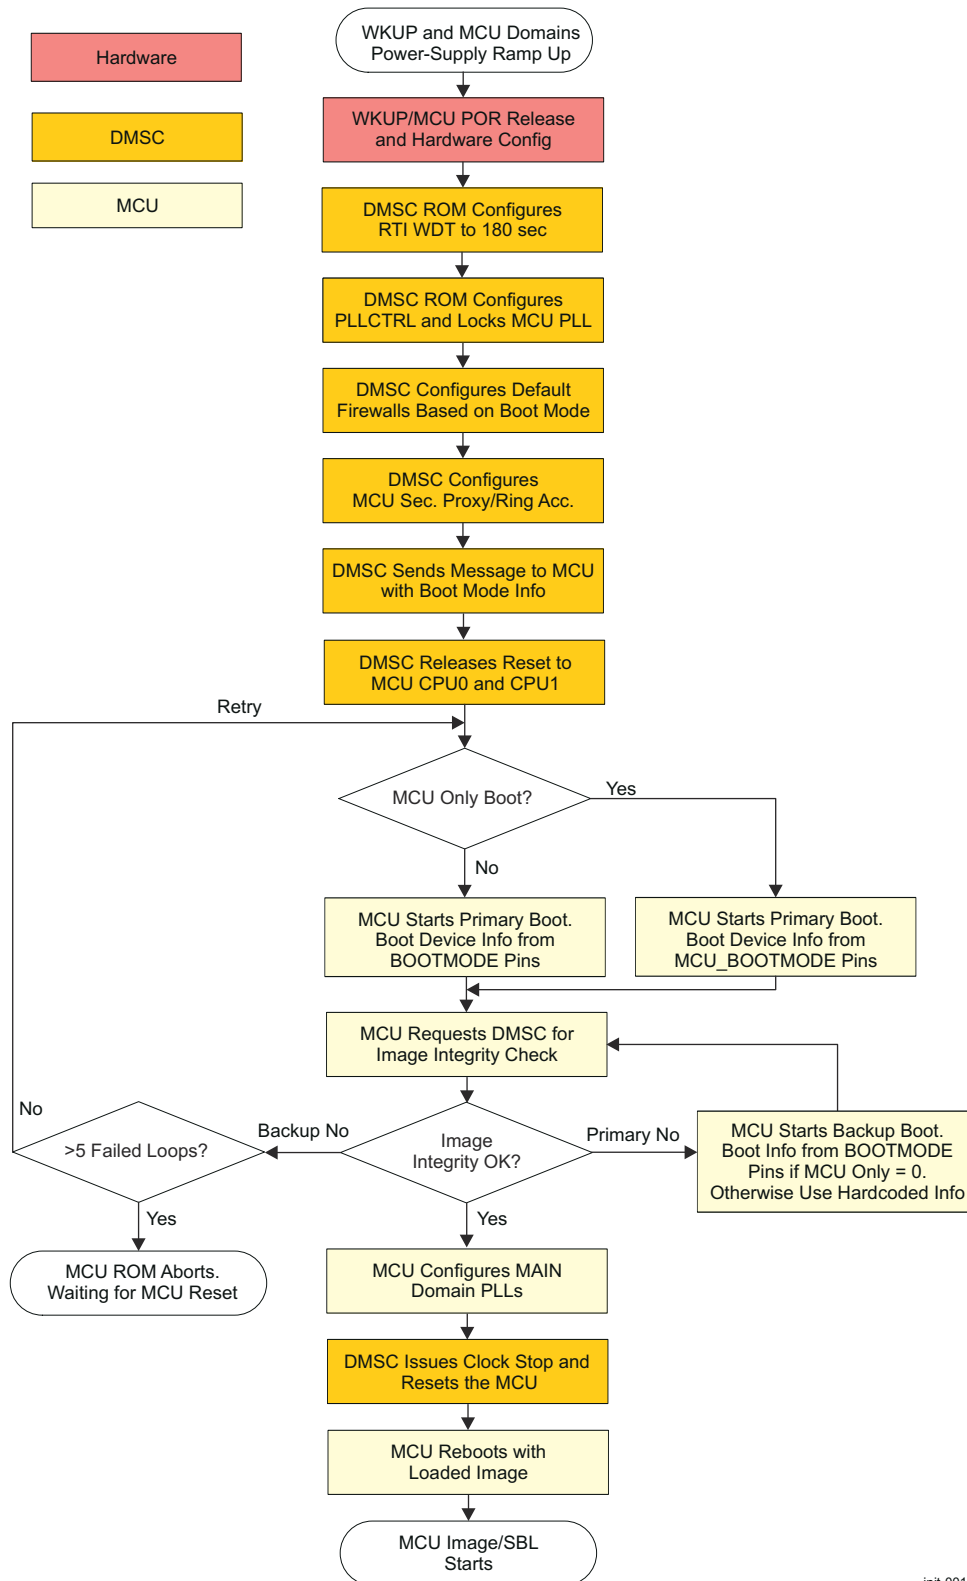 WKUP and MCU Domains
Power-Supply Ramp Up
Hardware
DMSC
MCU
WKUP/MCU POR Release
and Hardware Config
DMSC ROM Configures
RTI WDT to 180 sec
DMSC ROM Configures
PLLCTRL and Locks MCU PLL
DMSC Configures Default
Firewalls Based on Boot Mode
DMSC Configures
MCU Sec. Proxy/Ring Acc.
DMSC Sends Message to MCU
with Boot Mode Info
DMSC Releases Reset to
MCU CPU0 and CPU1
Retry
MCU Only Boot?
Yes
No
MCU Starts Primary Boot.
Boot Device Info from
BOOTMODE Pins
MCU Starts Primary Boot.
Boot Device Info from
MCU_BOOTMODE Pins
MCU Requests DMSC for
Image Integrity Check
No
>5 Failed Loops?
Backup No
Image
Integrity OK?
Primary No
MCU Starts Backup Boot.
Boot Info from BOOTMODE
Pins if MCU Only = 0.
Otherwise Use Hardcoded Info
Yes
Yes
MCU ROM Aborts.
Waiting for MCU Reset
MCU Configures MAIN
Domain PLLs
DMSC Issues Clock Stop and
Resets the MCU
MCU Reboots with
Loaded Image
MCU Image/SBL
Starts